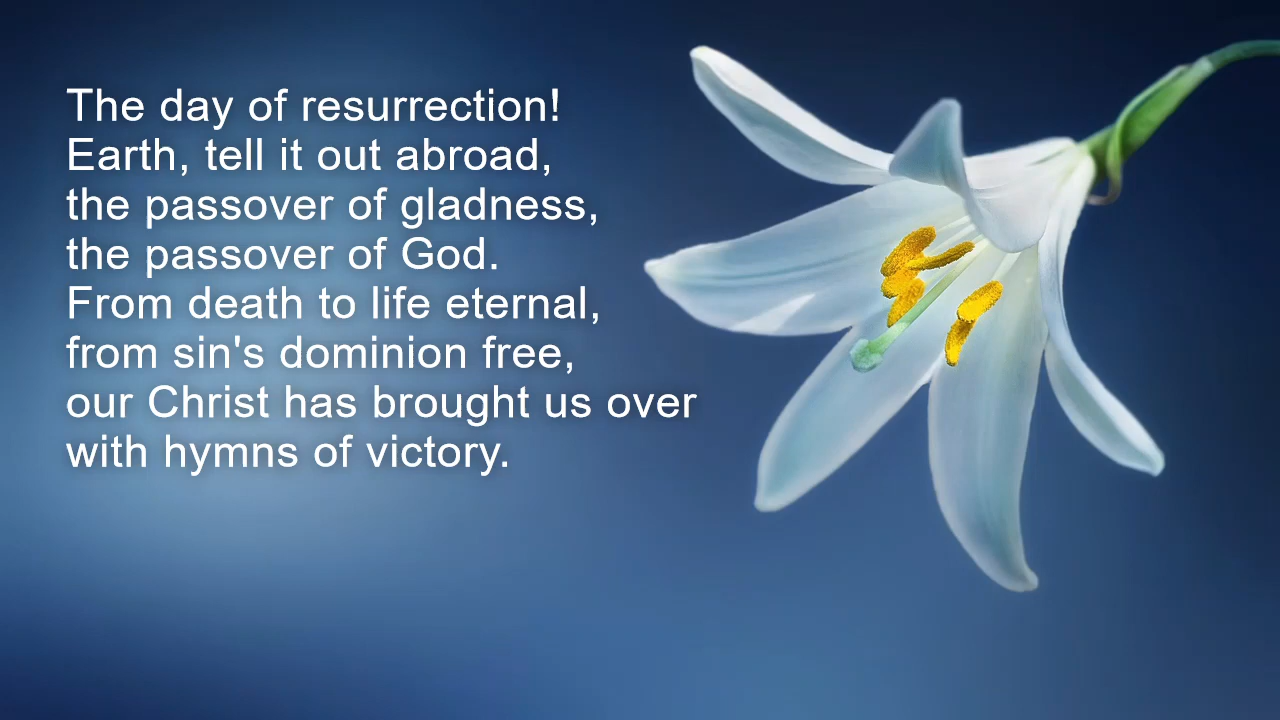 The day of resurrection!
Earth, tell it out abroad,
the passover of gladness,
the passover of God.
From death to life eternal,
from sin's dominion free,
our Christ has brought us over
with hymns of victory.